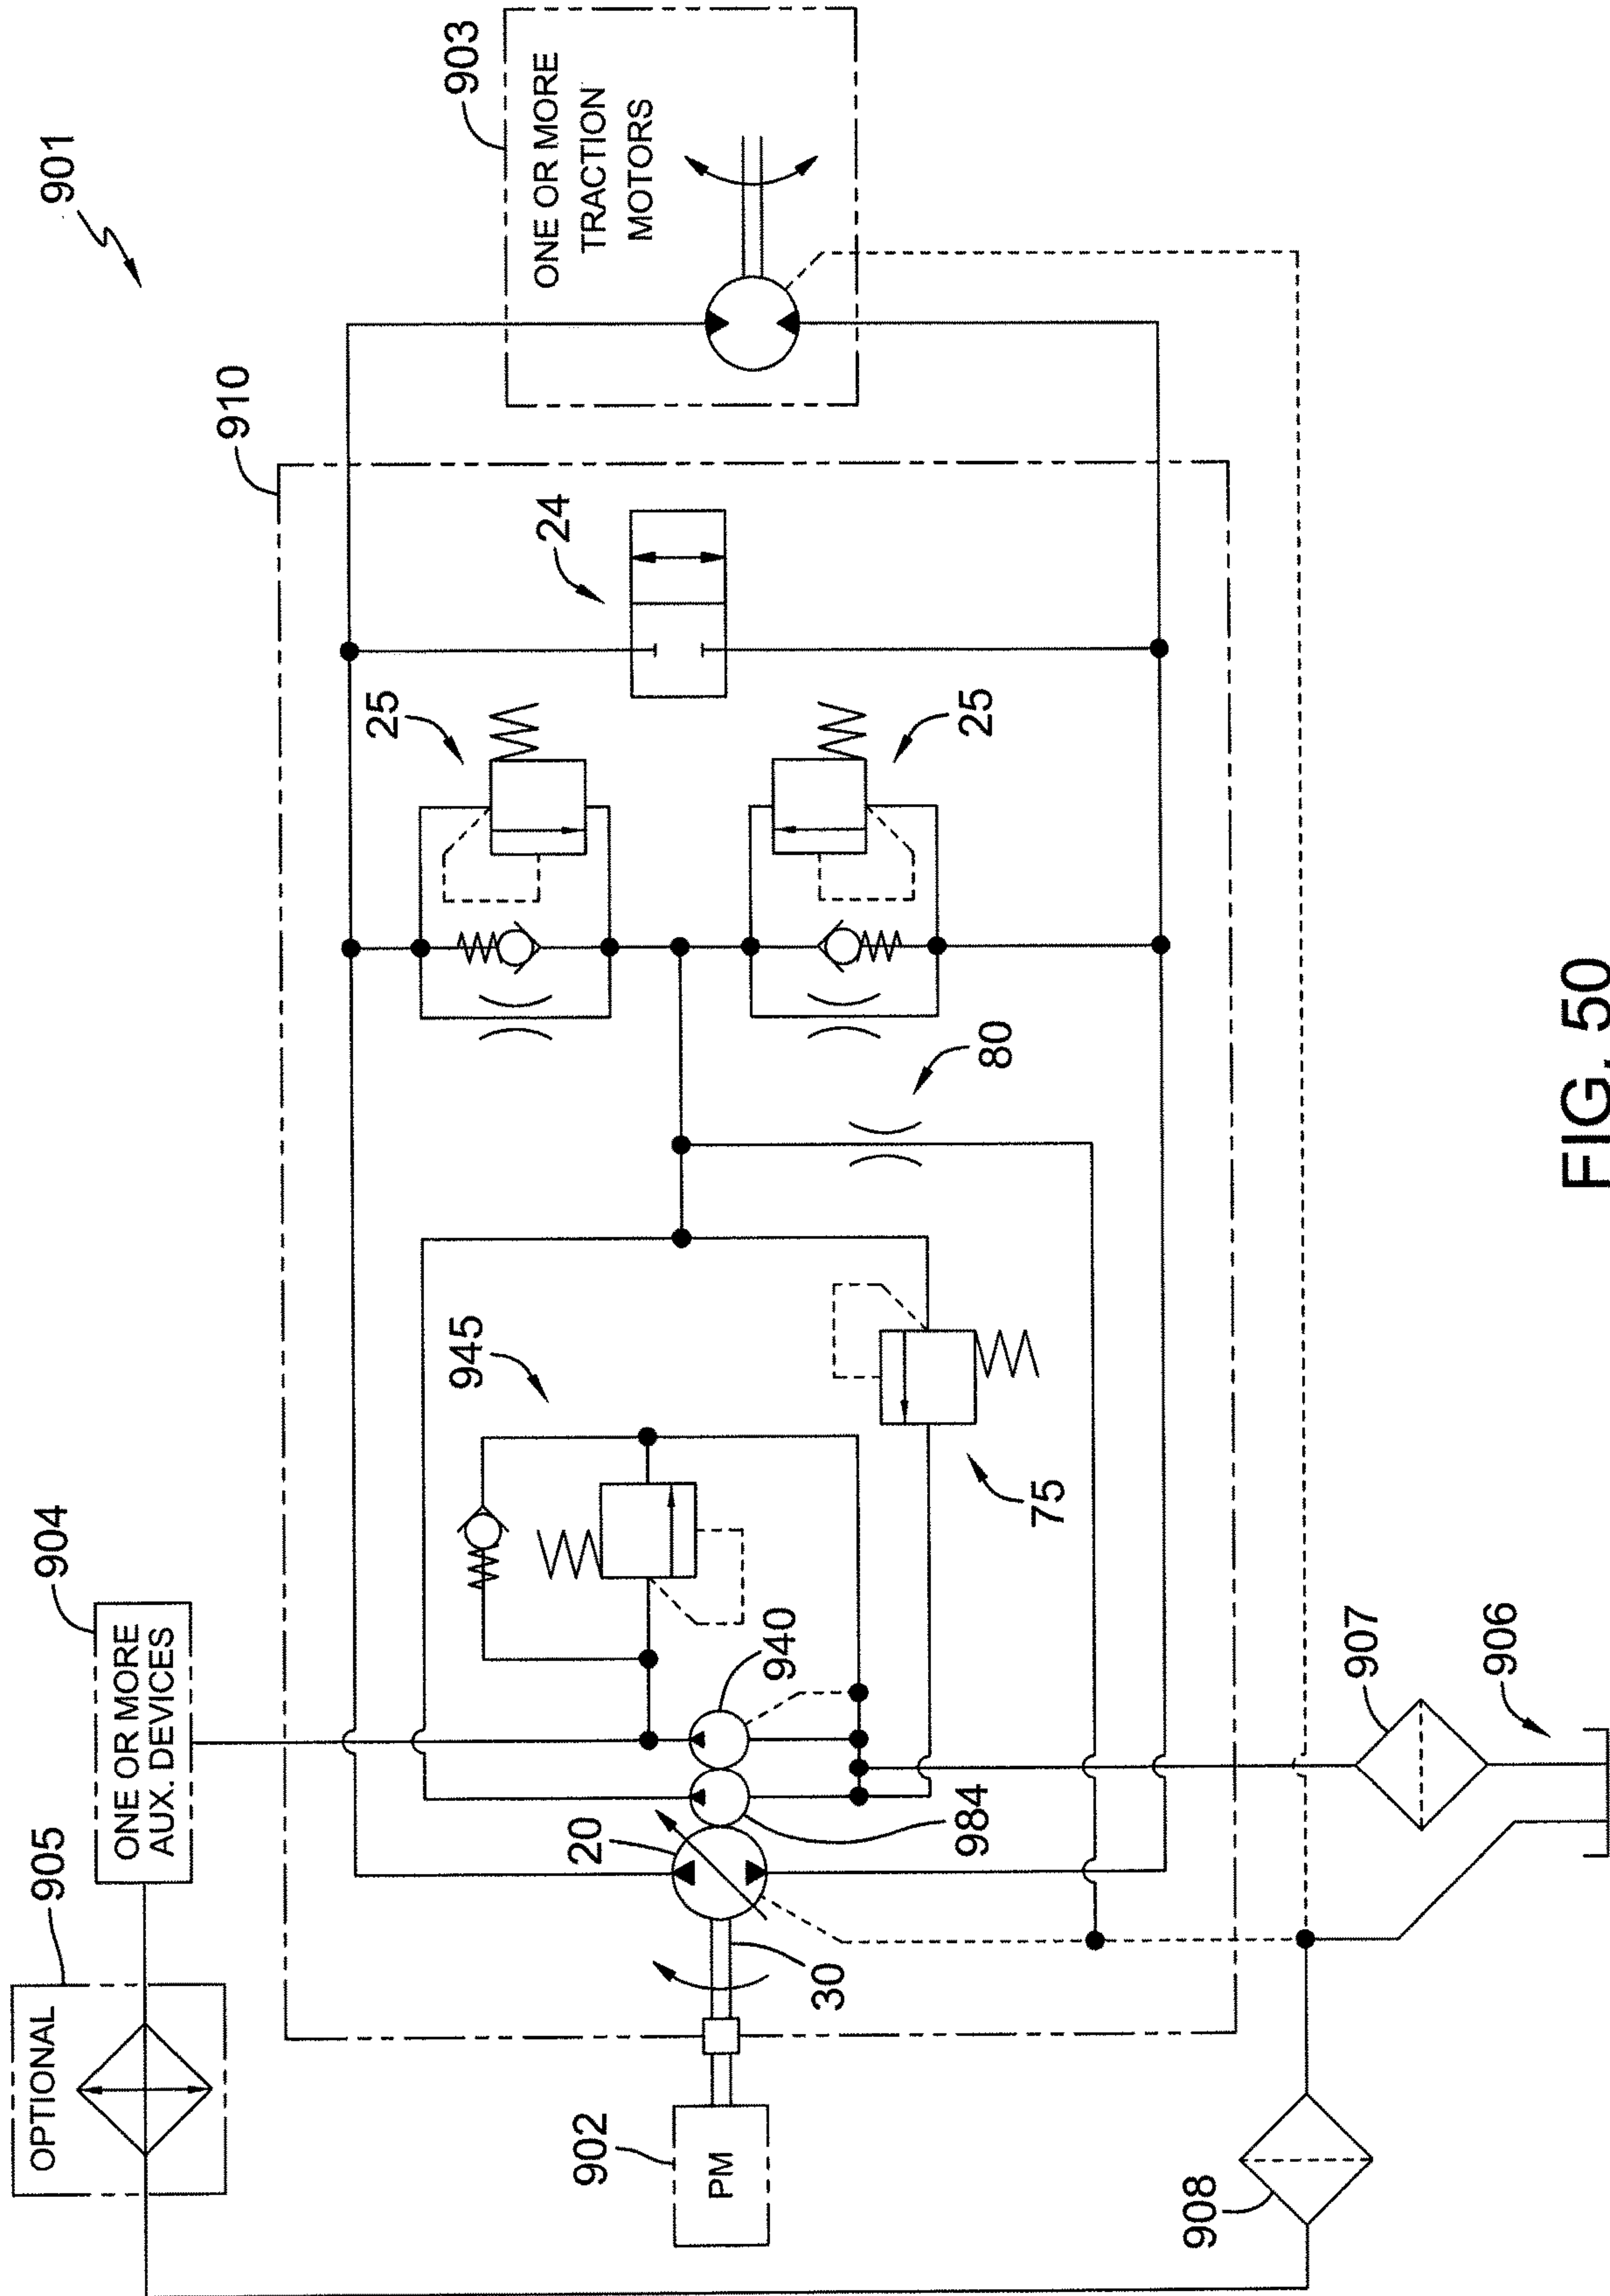 901
910
903
ONE OR MORE
TRACTION
MOTORS
24
25
25
80
945
75
904
ONE OR MORE
AUX. DEVICES
905
OPTIONAL
940
984
20
30
902
PM
907
906
908
FIG. 50